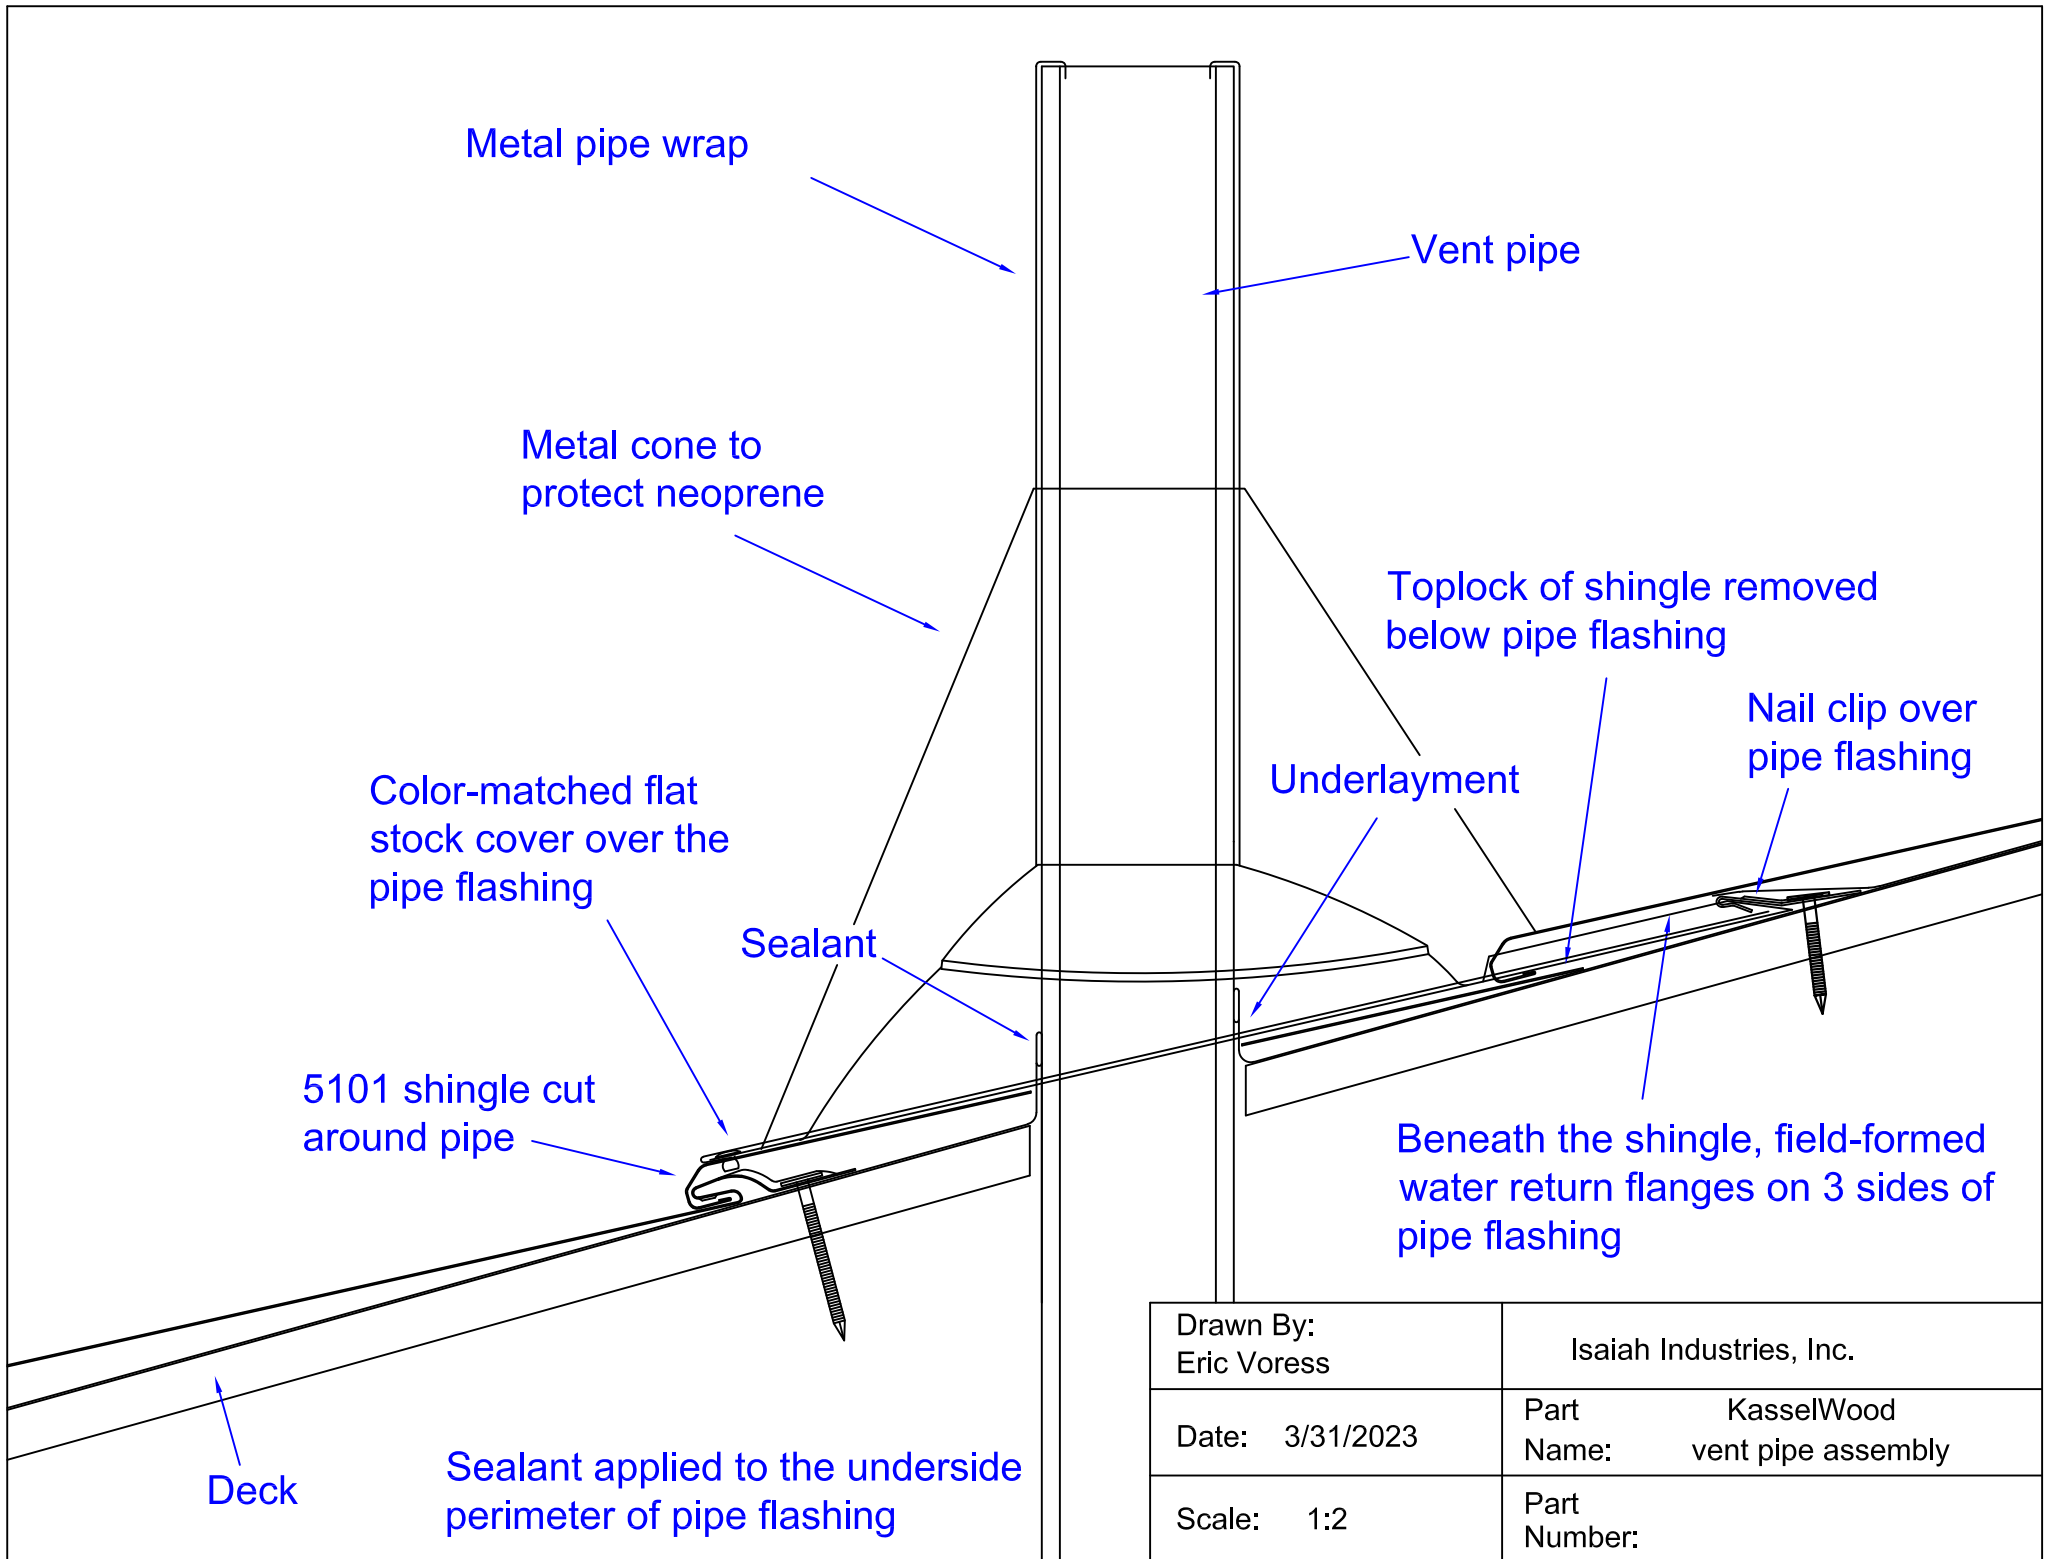 Metal pipe wrap
Vent pipe
Metal cone to
protect neoprene
Toplock of shingle removed
below pipe flashing
Nail clip over
pipe flashing
Underlayment
Color-matched flat
stock cover over the
pipe flashing
Sealant
5101 shingle cut
around pipe
Beneath the shingle, field-formed
water return flanges on 3 sides of
pipe flashing
Deck
Sealant applied to the underside
perimeter of pipe flashing
Drawn By:
Eric Voress
Isaiah Industries, Inc.
Date: 3/31/2023
Part KasselWood
Name: vent pipe assembly
Scale: 1:2
Part
Number: